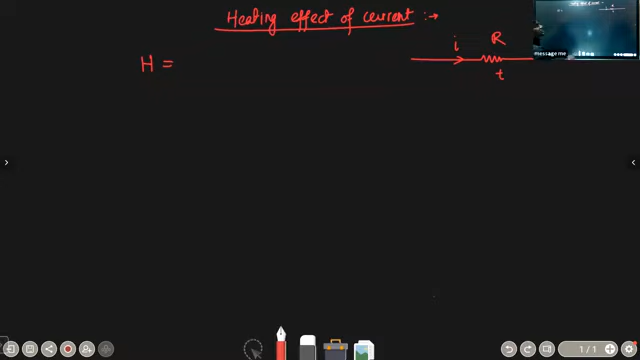 Heating effect of current :→
i R
H =
t
message me
1/1